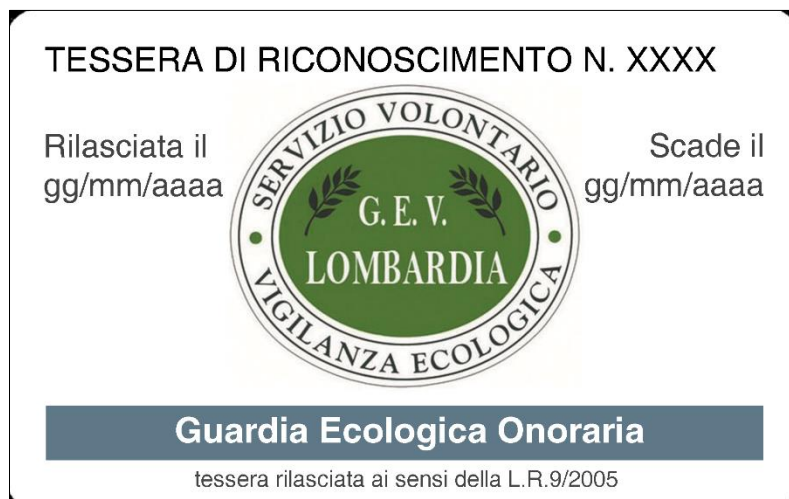 TESSERA DI RICONOSCIMENTO N. XXXX
Rilasciata il
gg/mm/aaaa
Scade il
gg/mm/aaaa
SERVIZIO VOLONTARIO
G. E. V.
LOMBARDIA
VIGILANZA ECOLOGICA
Guardia Ecologica Onoraria
tessera rilasciata ai sensi della L.R.9/2005